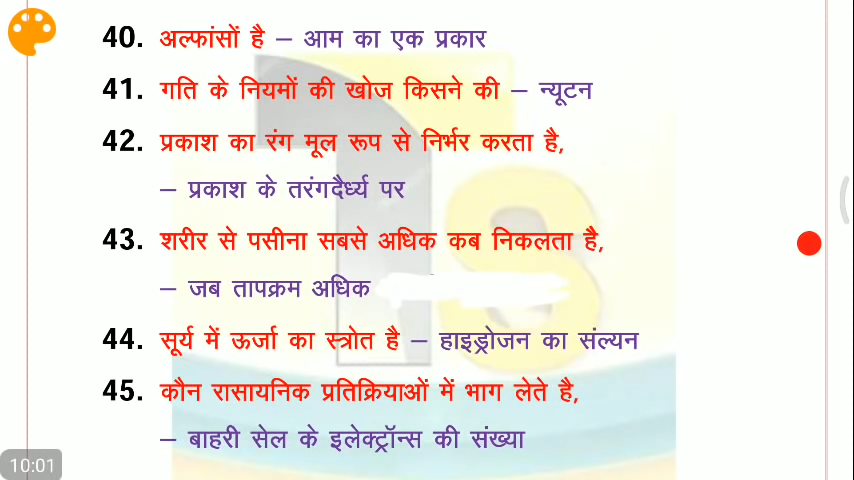 40. अल्फांसों है – आम का एक प्रकार
41. गति के नियमों की खोज किसने की – न्यूटन
42. प्रकाश का रंग मूल रूप से निर्भर करता है,
– प्रकाश के तरंगदैर्ध्य पर
43. शरीर से पसीना सबसे अधिक कब निकलता है,
– जब तापक्रम अधिक
44. सूर्य में ऊर्जा का स्त्रोत है – हाइड्रोजन का संल्यन
45. कौन रासायनिक प्रतिक्रियाओं में भाग लेते है,
– बाहरी सेल के इलेक्ट्रॉन्स की संख्या
10:01